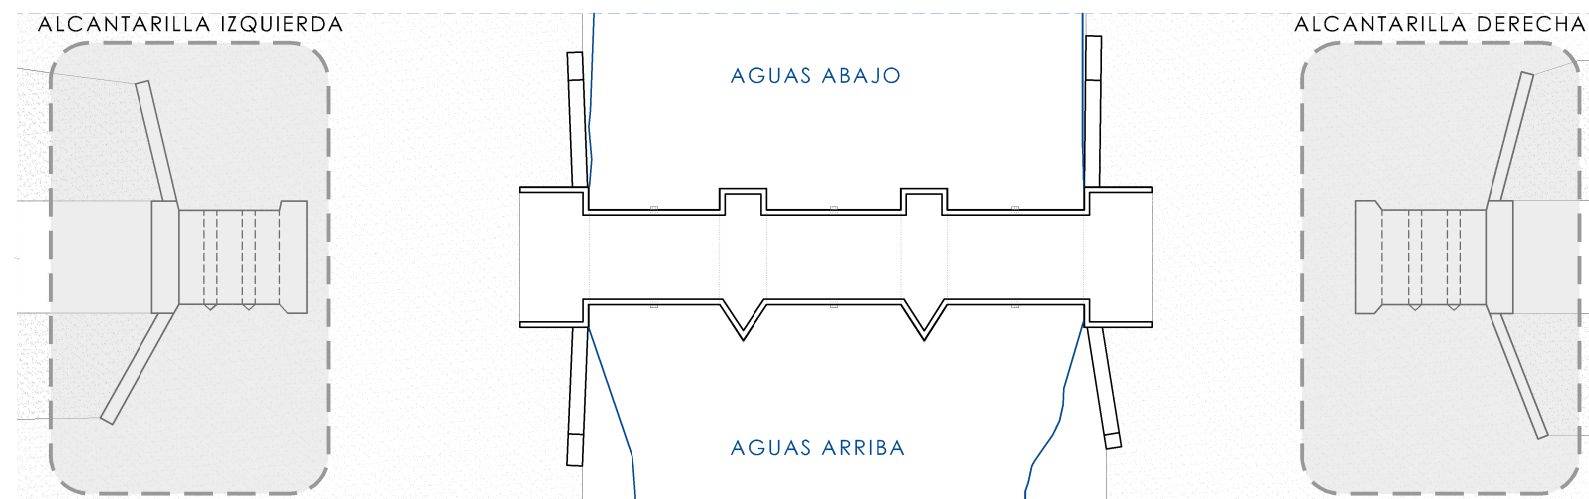 ALCANTARILLA IZQUIERDA
ALCANTARILLA DERECHA
AGUAS ABAJO
AGUAS ARRIBA